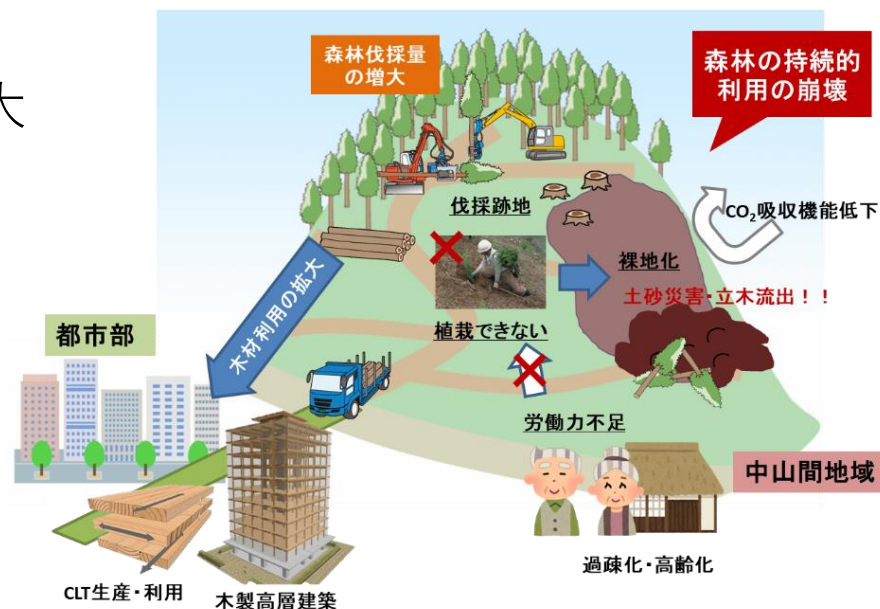 大
森林伐採量
の増大
森林の持続的
利用の崩壊
伐採跡地
CO₂吸収機能低下
裸地化
土砂災害・立木流出！！
木材利用の拡大
植栽できない
都市部
労働力不足
中山間地域
過疎化・高齢化
CLT生産・利用
木製高層建築